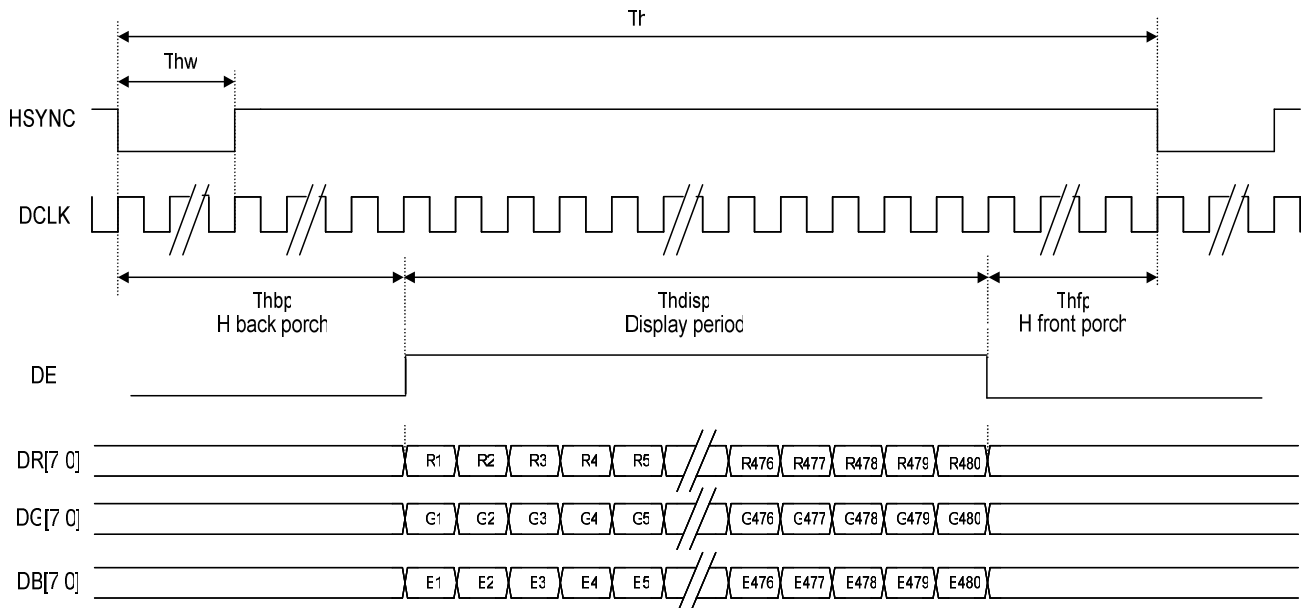 Th
Thw
HSYNC
DCLK
Thbp
H back porch
Thdisp
Display period
Thfp
H front porch
DE
DR[7 0] R1 R2 R3 R4 R5 R476 R477 R478 R479 R480
DG[7 0] G1 G2 G3 G4 G5 G476 G477 G478 G479 G480
DB[7 0] E1 E2 E3 E4 E5 E476 E477 E478 E479 E480